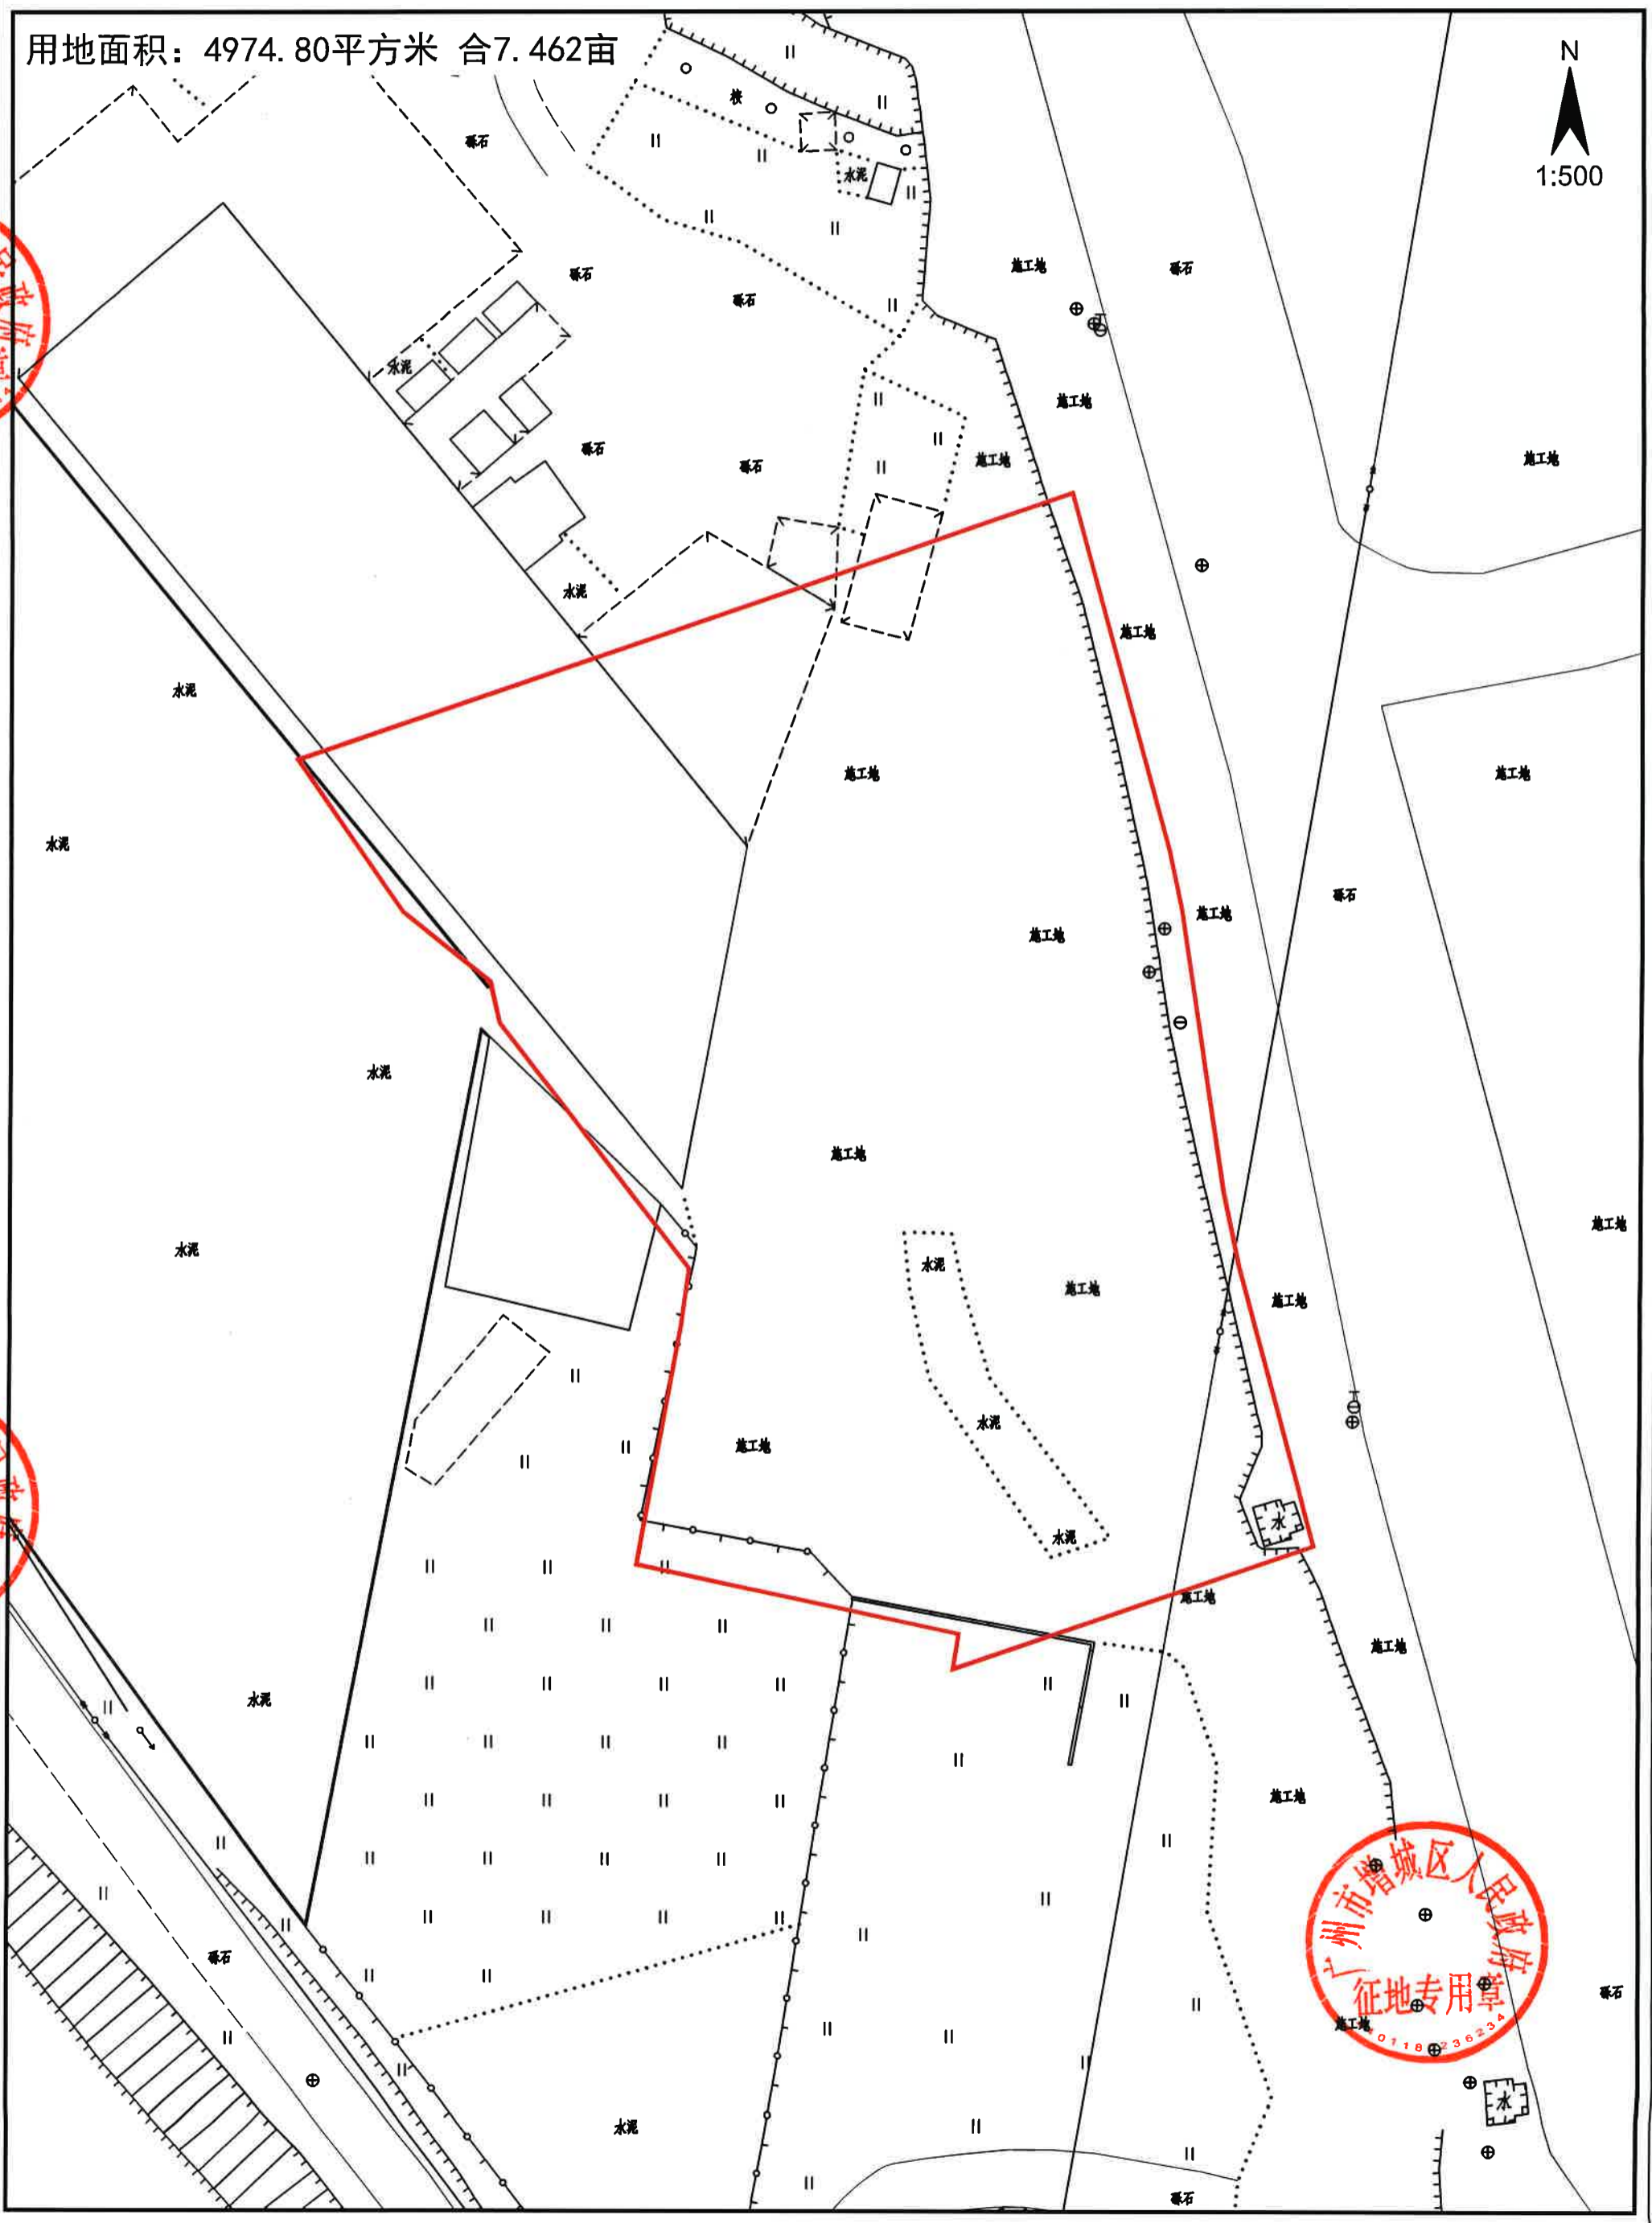 用地面积：4974.80平方米 合7.462亩
N
1:500
砾石
水泥
施工地
砾石
砾石
砾石
水泥
施工地
砾石
砾石
施工地
施工地
水泥
施工地
水泥
施工地
施工地
水泥
砾石
施工地
施工地
水泥
施工地
施工地
水泥
水泥
施工地
施工地
水泥
施工地
水
水泥
施工地
施工地
水泥
施工地
广州市增城区人民政府
征地专用章
砾石
砾石
施工地
水
水泥
砾石